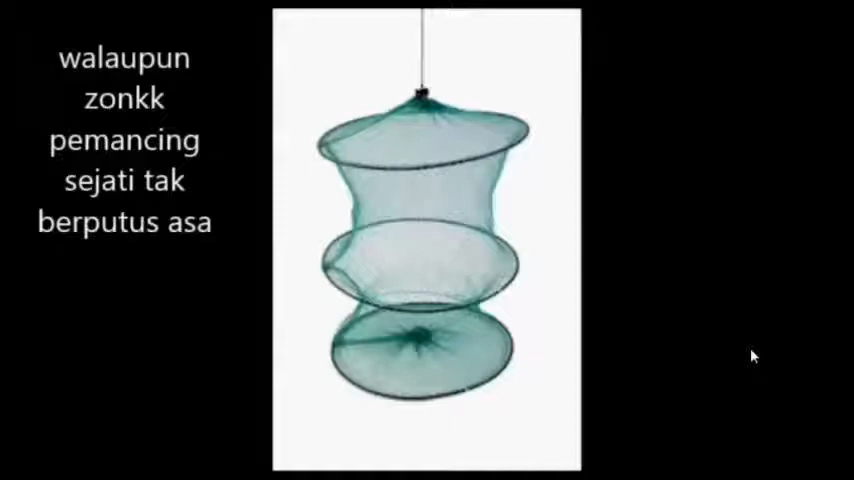 walaupun
zonkk
pemancing
sejati tak
berputus asa